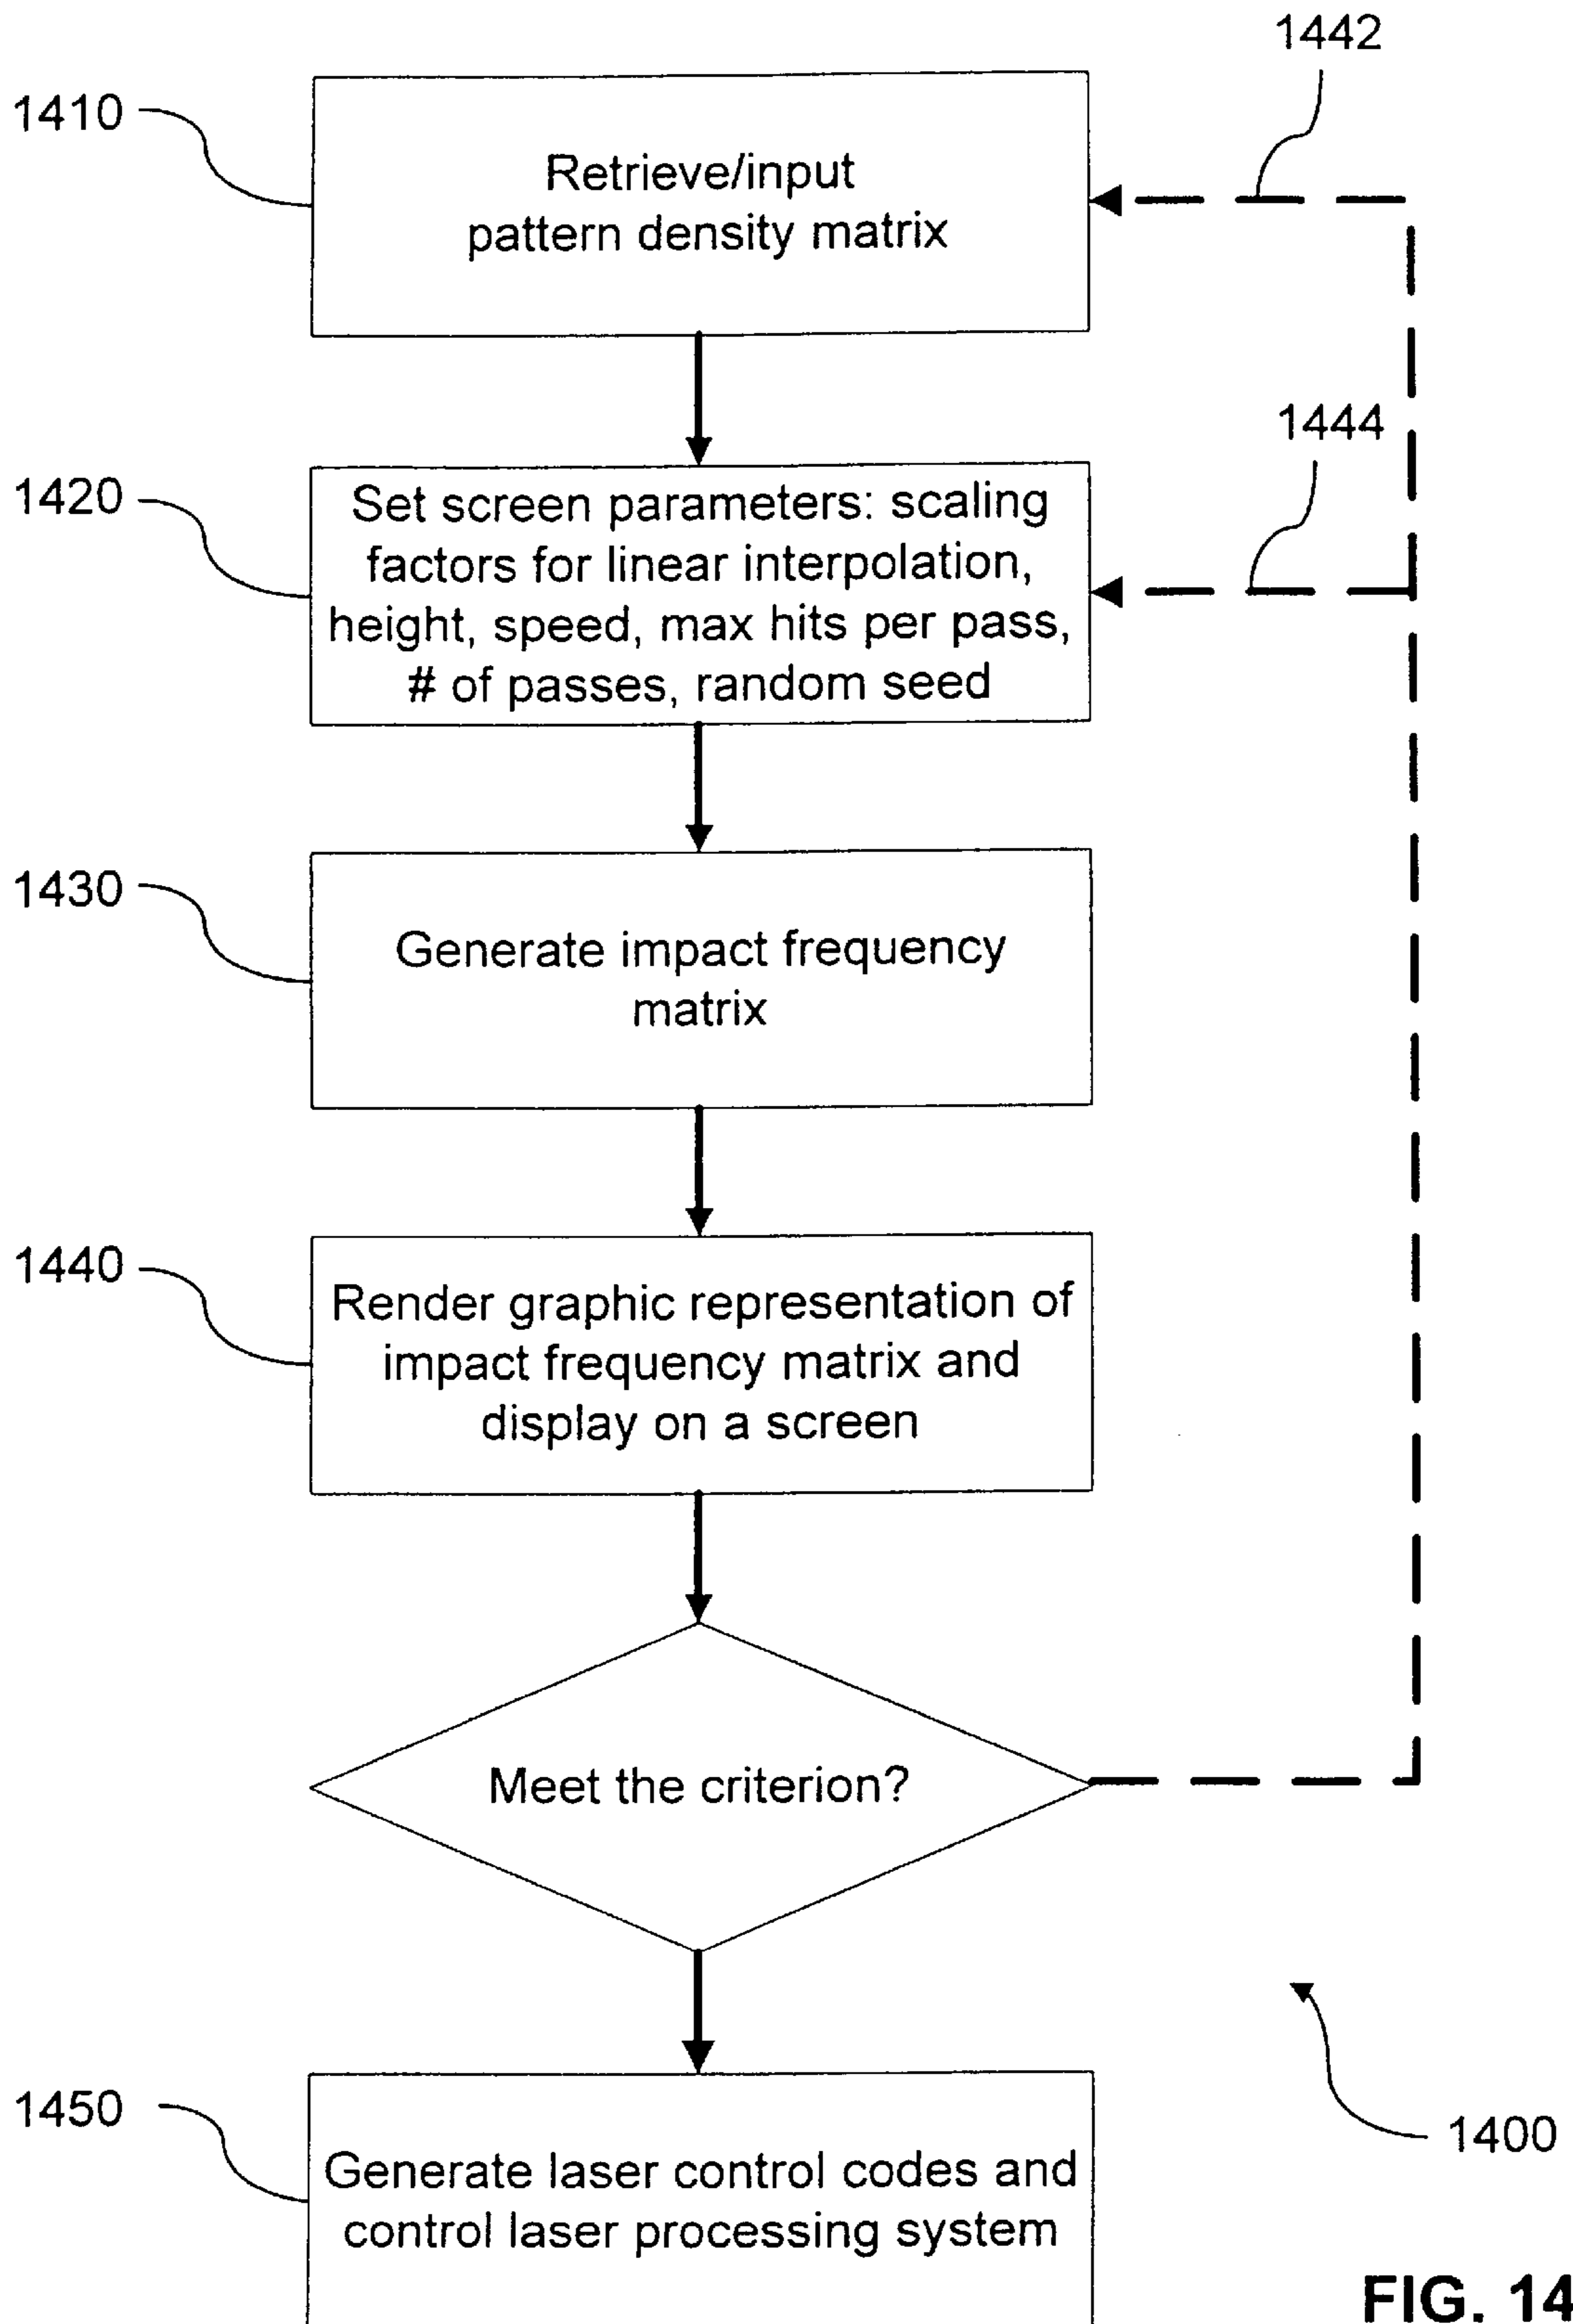 1442
1410
Retrieve/input
pattern density matrix
1444
1420
Set screen parameters: scaling
factors for linear interpolation,
height, speed, max hits per pass,
# of passes, random seed
1430
Generate impact frequency
matrix
1440
Render graphic representation of
impact frequency matrix and
display on a screen
Meet the criterion?
1450
1400
Generate laser control codes and
control laser processing system
FIG. 14